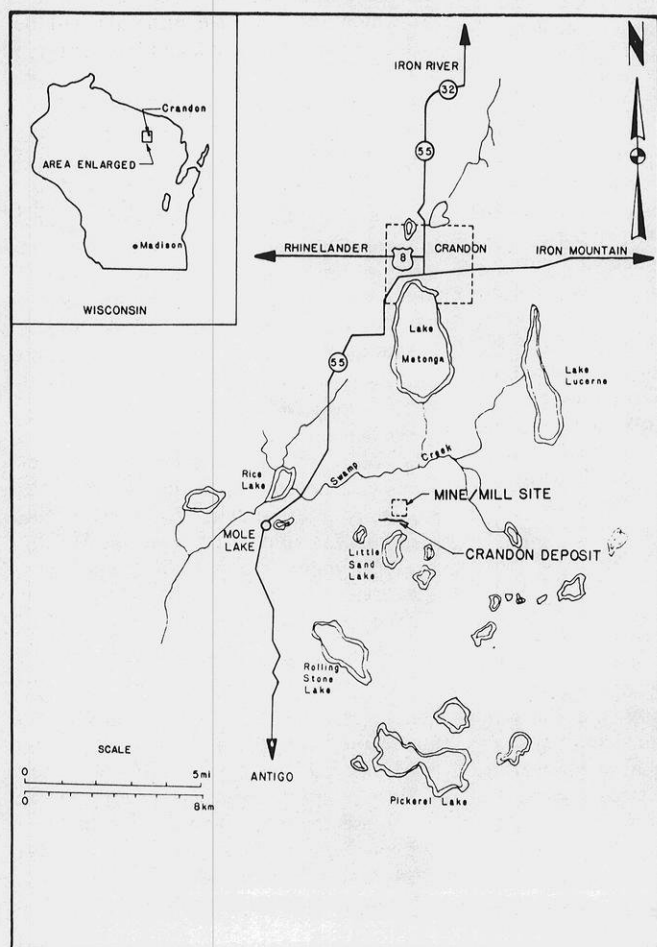 Crandon
AREA ENLARGED
Madison
WISCONSIN
N
IRON RIVER
32
55
RHINELANDER
8
CRANDON
IRON MOUNTAIN
Lake
Metonga
55
Lake
Lucerne
Swamp Creek
Rice
Lake
MINE/MILL SITE
MOLE
LAKE
CRANDON DEPOSIT
Little
Sand
Lake
Rolling
Stone
Lake
SCALE
0 5mi
0 8km
ANTIGO
Pickerel Lake